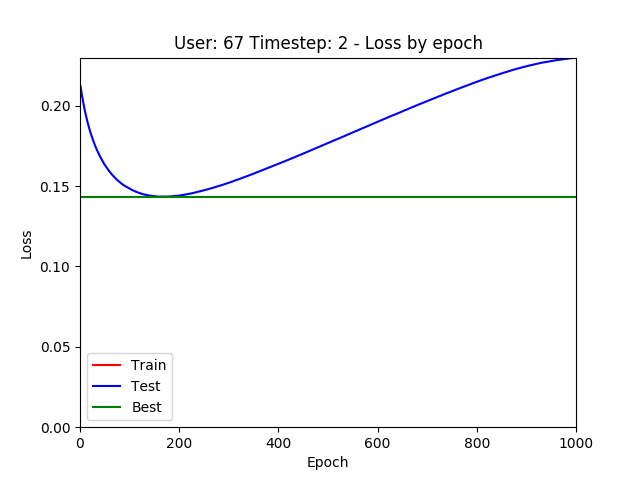 User: 67 Timestep: 2 - Loss by epoch
0.20
0.15
0.10
0.05
0.00
Loss
Train
Test
Best
0 200 400 600 800 1000
Epoch